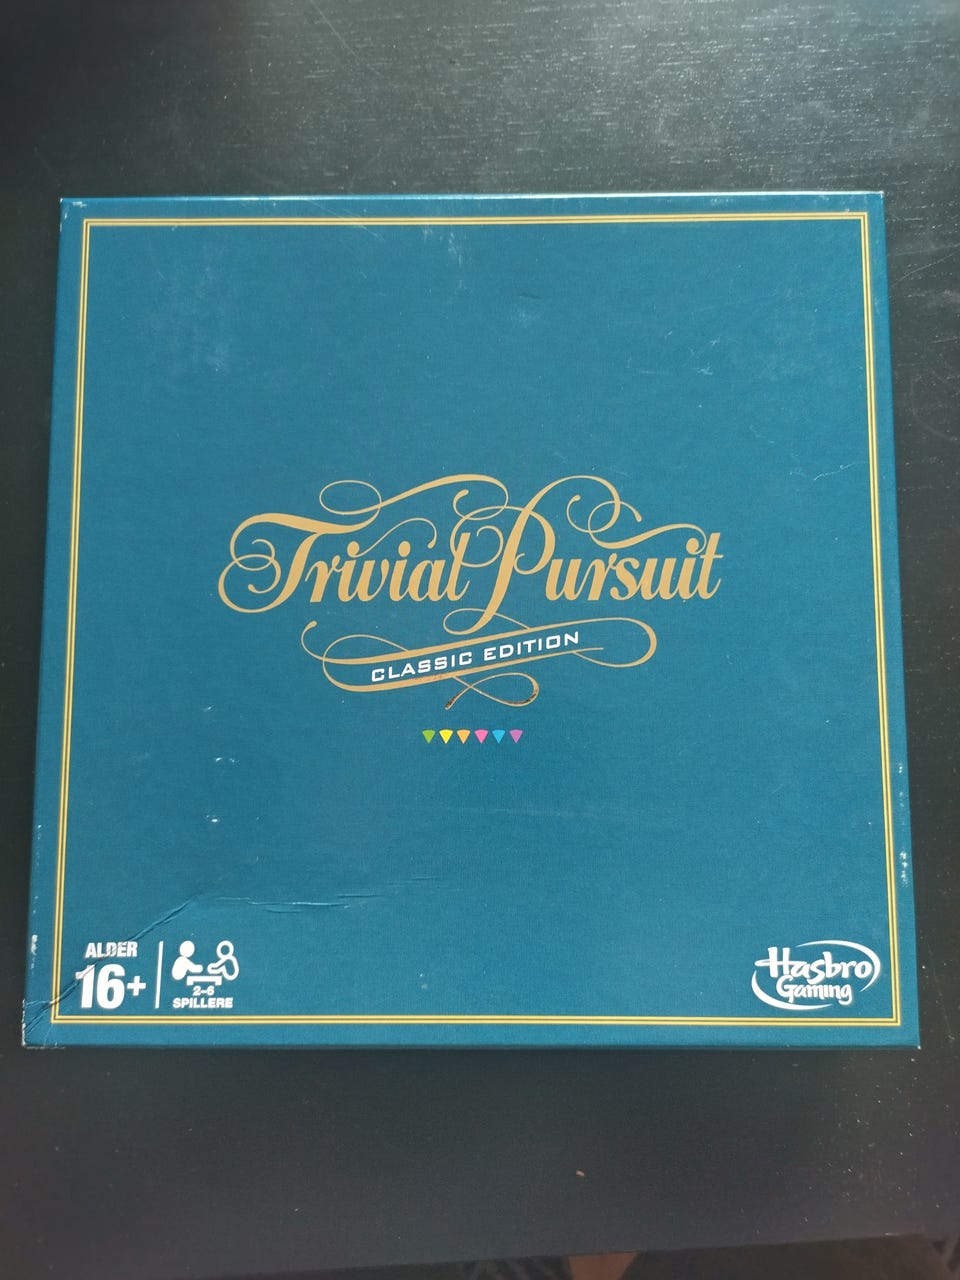 Trivial Pursuit
CLASSIC EDITION
ALDER
16+
2-6
SPILLERE
Hasbro
Gaming